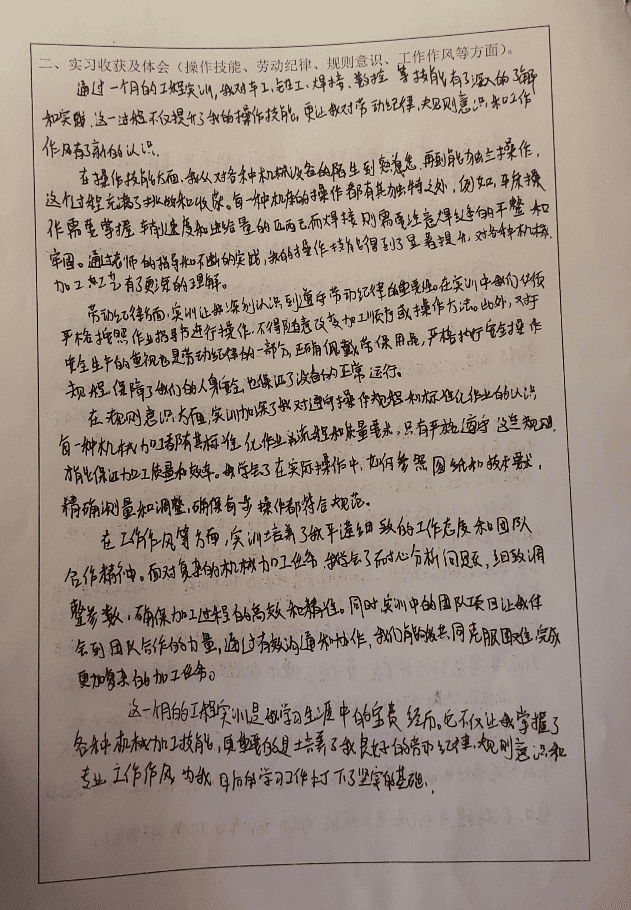 二、实习收获及体会（操作技能、劳动纪律、规则意识、工作作风等方面）。
通过一个月的工程实训,我对车工、钳工、焊接、数控等技能有了深入的了解
和实践.这一过程不仅提升了我的操作技能,更让我对劳动纪律、规则意识和工作
作风有了新的认识.
在操作技能方面,我从对各种机械设备的陌生到熟悉,再到能够独立操作,
这个过程充满了挑战和收获。每一种机床的操作都有其独特之处,例如,车床操
作需要掌握转速和进给量的匹配而焊接则需要注意焊缝的平整和
牢固。通过老师的指导和不断的实践,我的操作技能得到了显著提升,对各种机械
加工工艺有了更深的理解。
劳动纪律方面,实训让我深刻认识到遵守劳动纪律的重要性。在实训中我们必须
严格按照作业指导书进行操作,不得随意改变加工顺序或操作方法。此外,对于
安全生产的重视也是劳动纪律的一部分,正确佩戴劳保用品,严格执行安全操作
规程,保障了我们的人身安全,也保证了设备的正常运行。
在规则意识方面,实训加深了我对遵守操作规程和标准化作业的认识
每一种机械加工都有其标准化作业流程和质量要求,只有严格遵守这些规则,
才能保证加工质量和效率。我学会了在实际操作中,如何参照图纸和技术要求,
精确测量和调整,确保每步操作都符合规范。
在工作作风等方面,实训培养了我严谨细致的工作态度和团队
合作精神。面对复杂的机械加工任务,我学会了耐心分析问题,细致调
整参数,确保加工过程的高效和精准。同时,实训中的团队项目让我体
会到团队合作的力量,通过有效沟通和协作,我们能够共同克服困难,完成
更加复杂的加工任务。
这一个月的工程实训是我学习生涯中的宝贵经历.它不仅让我掌握了
各种机械加工技能,更重要的是培养了我良好的劳动纪律、规则意识和
专业工作作风,为我日后的学习工作打下了坚实的基础.